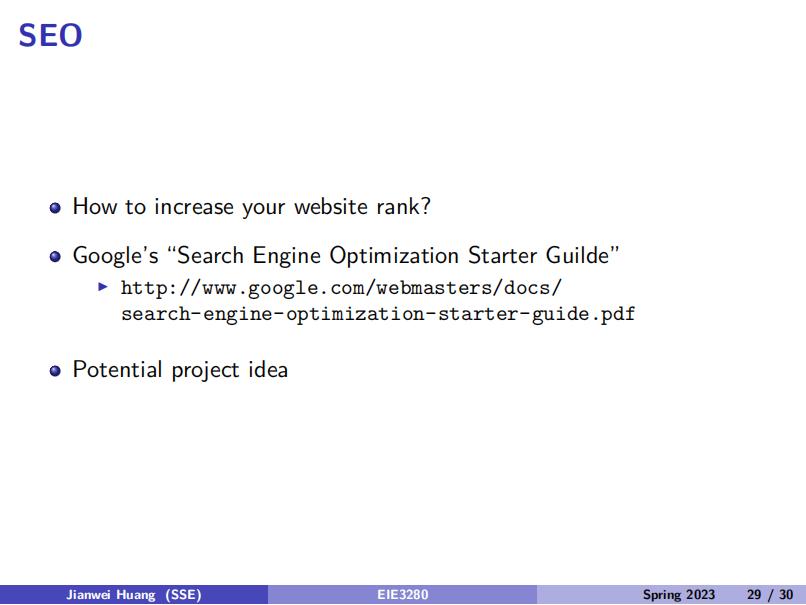 SEO
How to increase your website rank?
Google's “Search Engine Optimization Starter Guilde”
http://www.google.com/webmasters/docs/
search-engine-optimization-starter-guide.pdf
Potential project idea
Jianwei Huang (SSE) EIE3280 Spring 2023 29 / 30